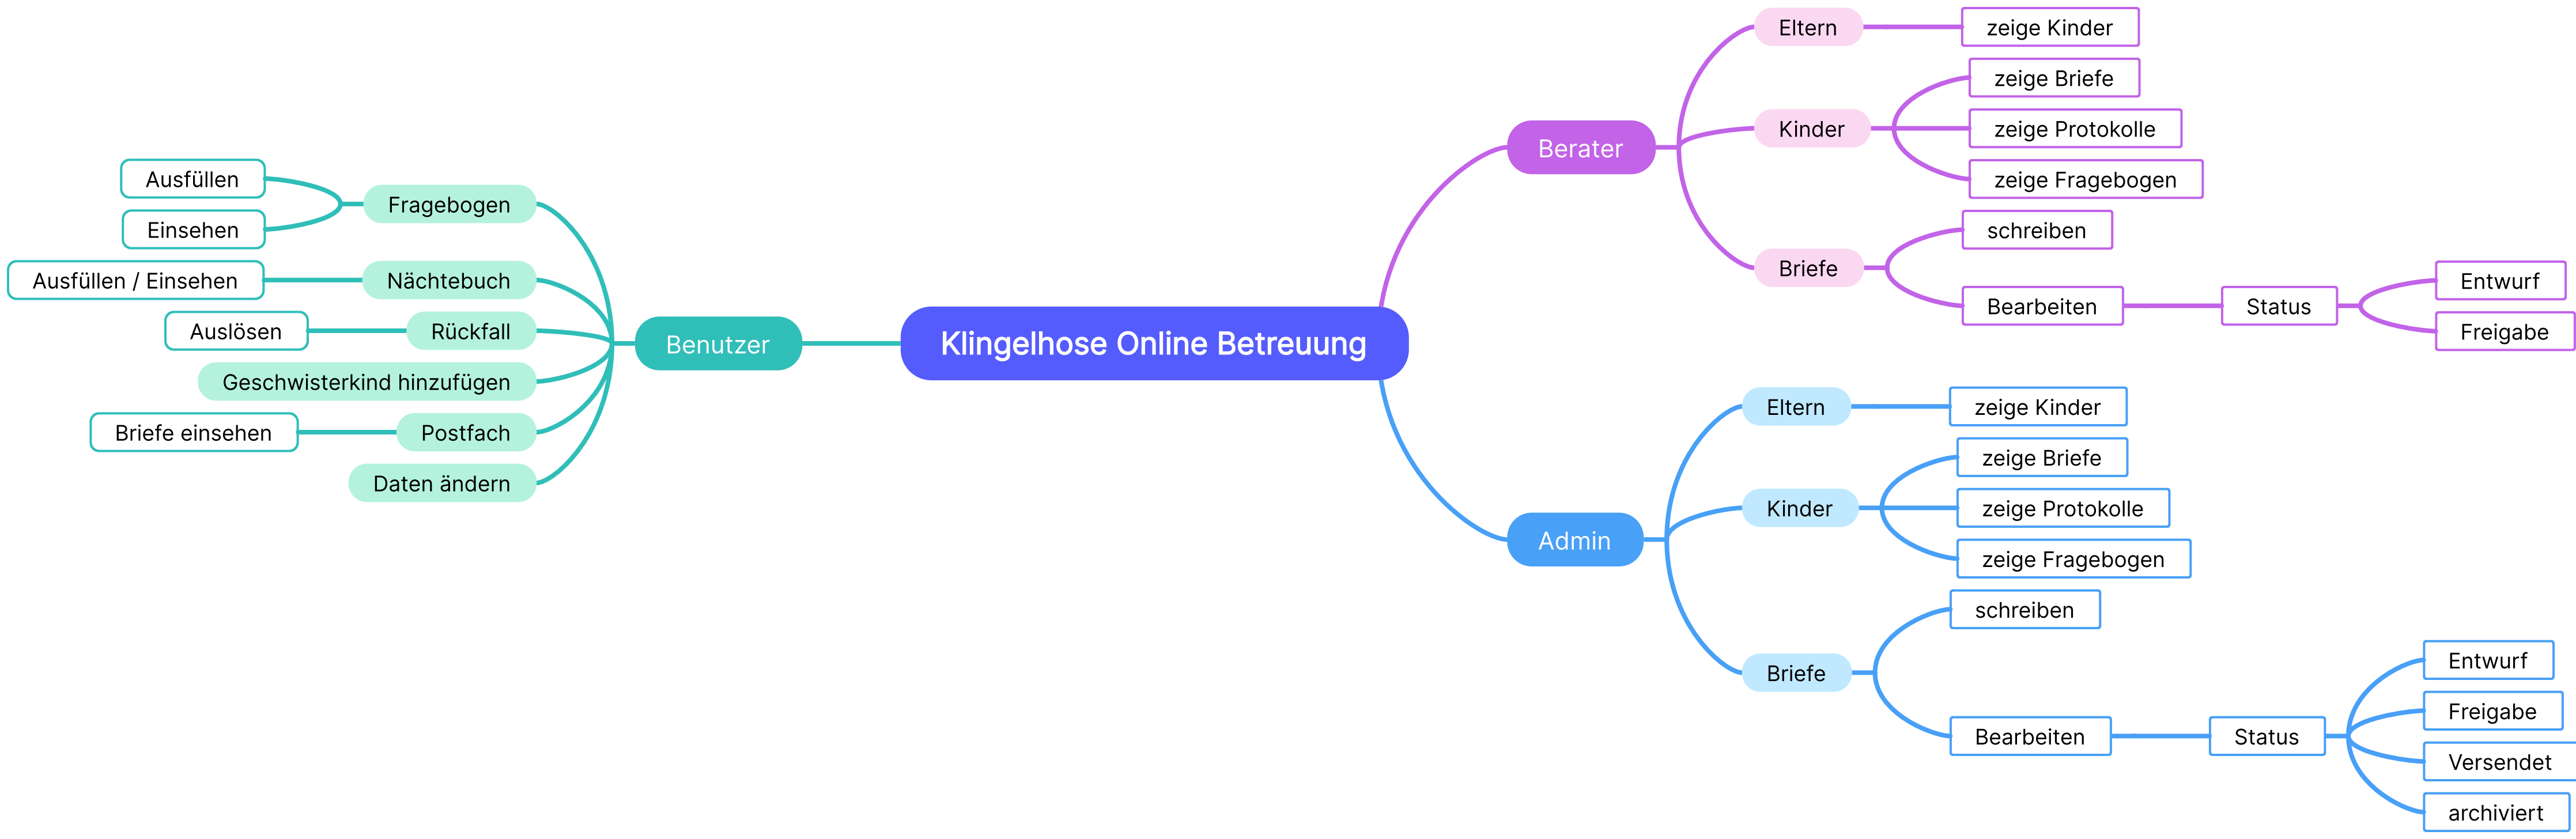 Klingelhose Online Betreuung
Benutzer
Fragebogen
Ausfüllen
Einsehen
Nächtebuch
Ausfüllen / Einsehen
Rückfall
Auslösen
Geschwisterkind hinzufügen
Postfach
Briefe einsehen
Daten ändern
Berater
Eltern
zeige Kinder
Kinder
zeige Briefe
zeige Protokolle
zeige Fragebogen
Briefe
schreiben
Bearbeiten
Status
Entwurf
Freigabe
Admin
Eltern
zeige Kinder
Kinder
zeige Briefe
zeige Protokolle
zeige Fragebogen
Briefe
schreiben
Bearbeiten
Status
Entwurf
Freigabe
Versendet
archiviert